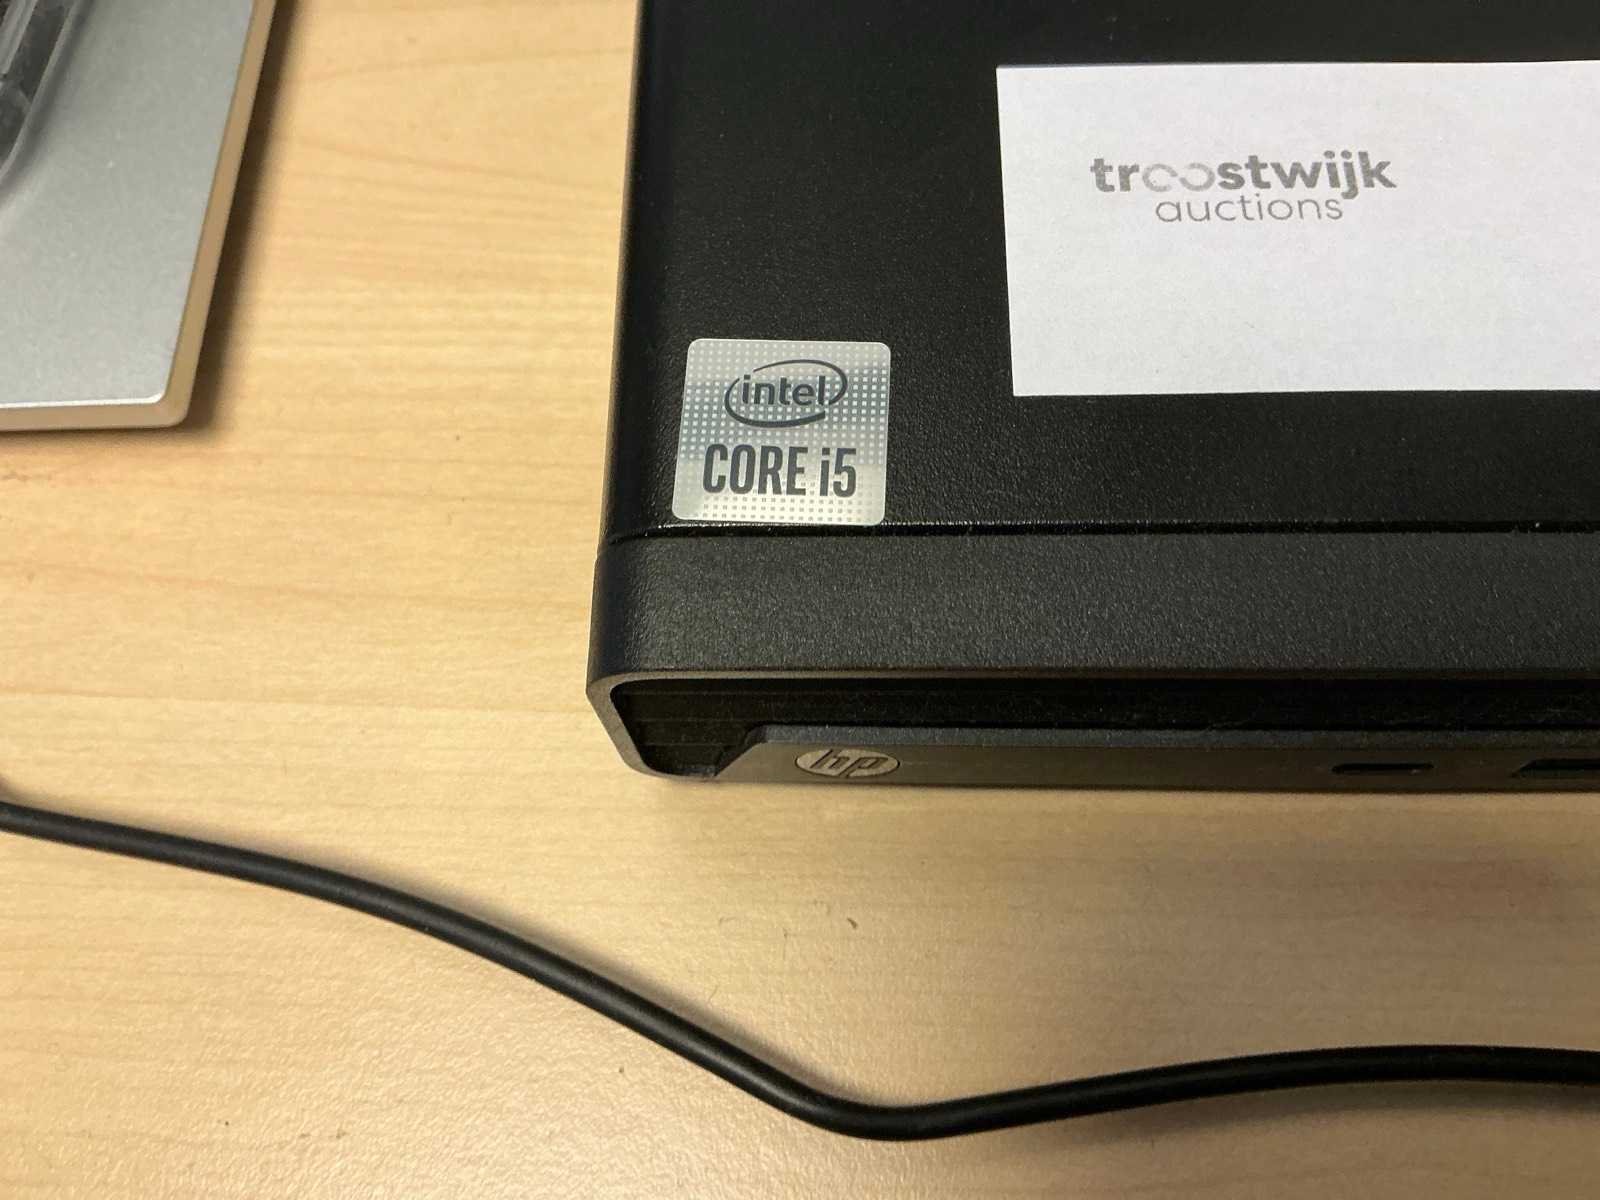 troostwijk
auctions
intel
CORE i5
hp